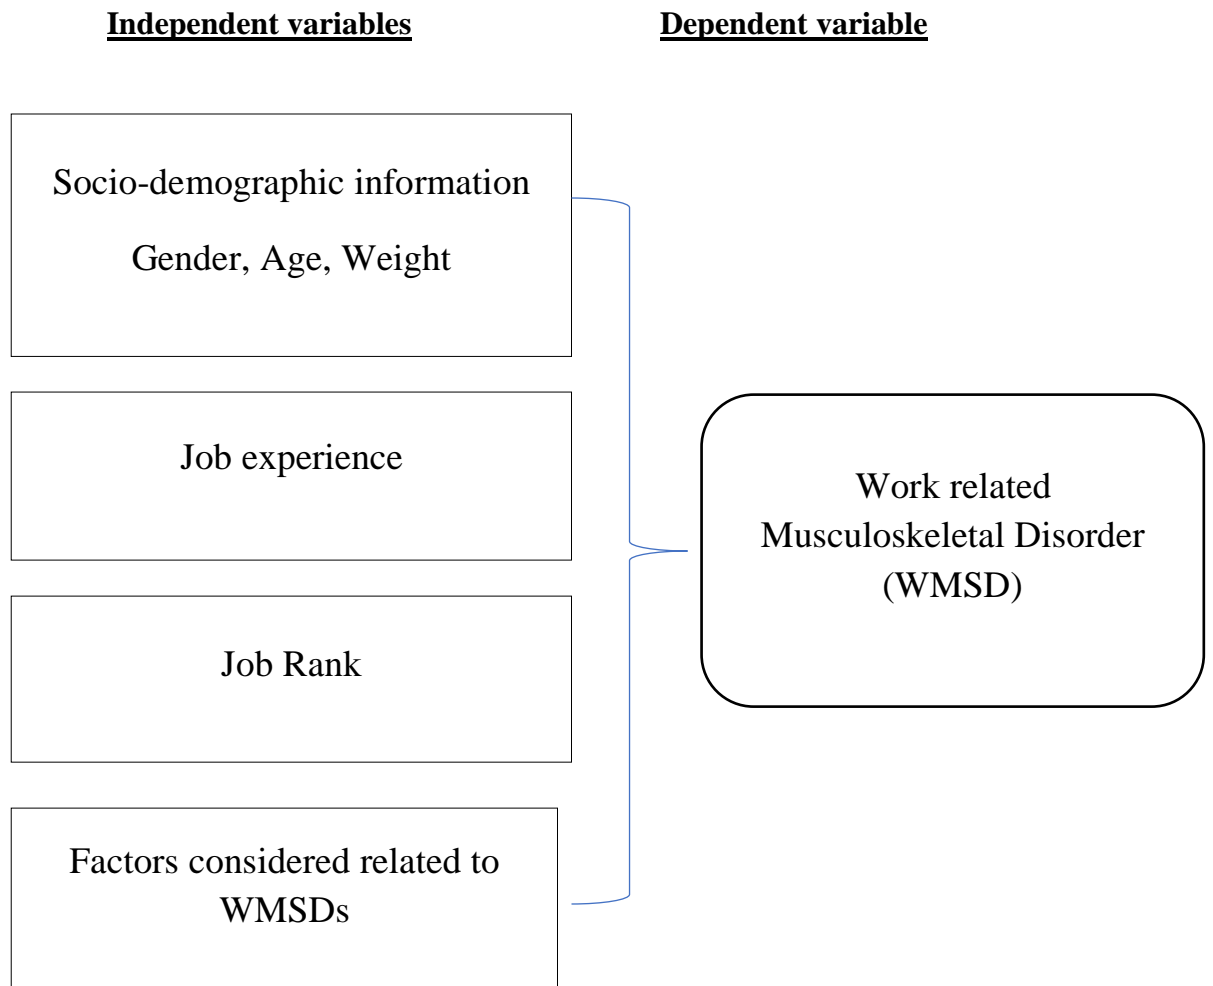 Independent variables
Dependent variable
Socio-demographic information
Gender, Age, Weight
Job experience
Job Rank
Factors considered related to
WMSDs
Work related
Musculoskeletal Disorder
(WMSD)